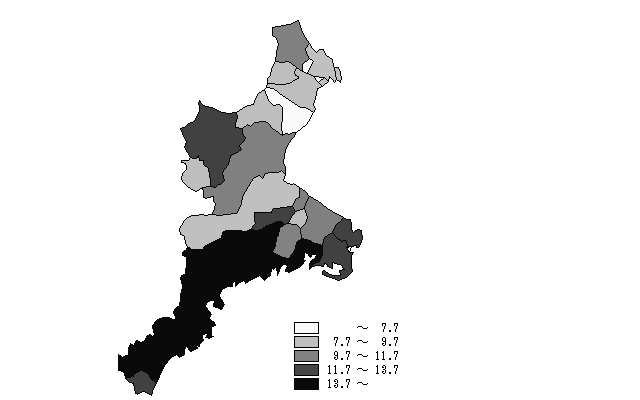 ～ 7.7
7.7 ～ 9.7
9.7 ～ 11.7
11.7 ～ 13.7
13.7 ～